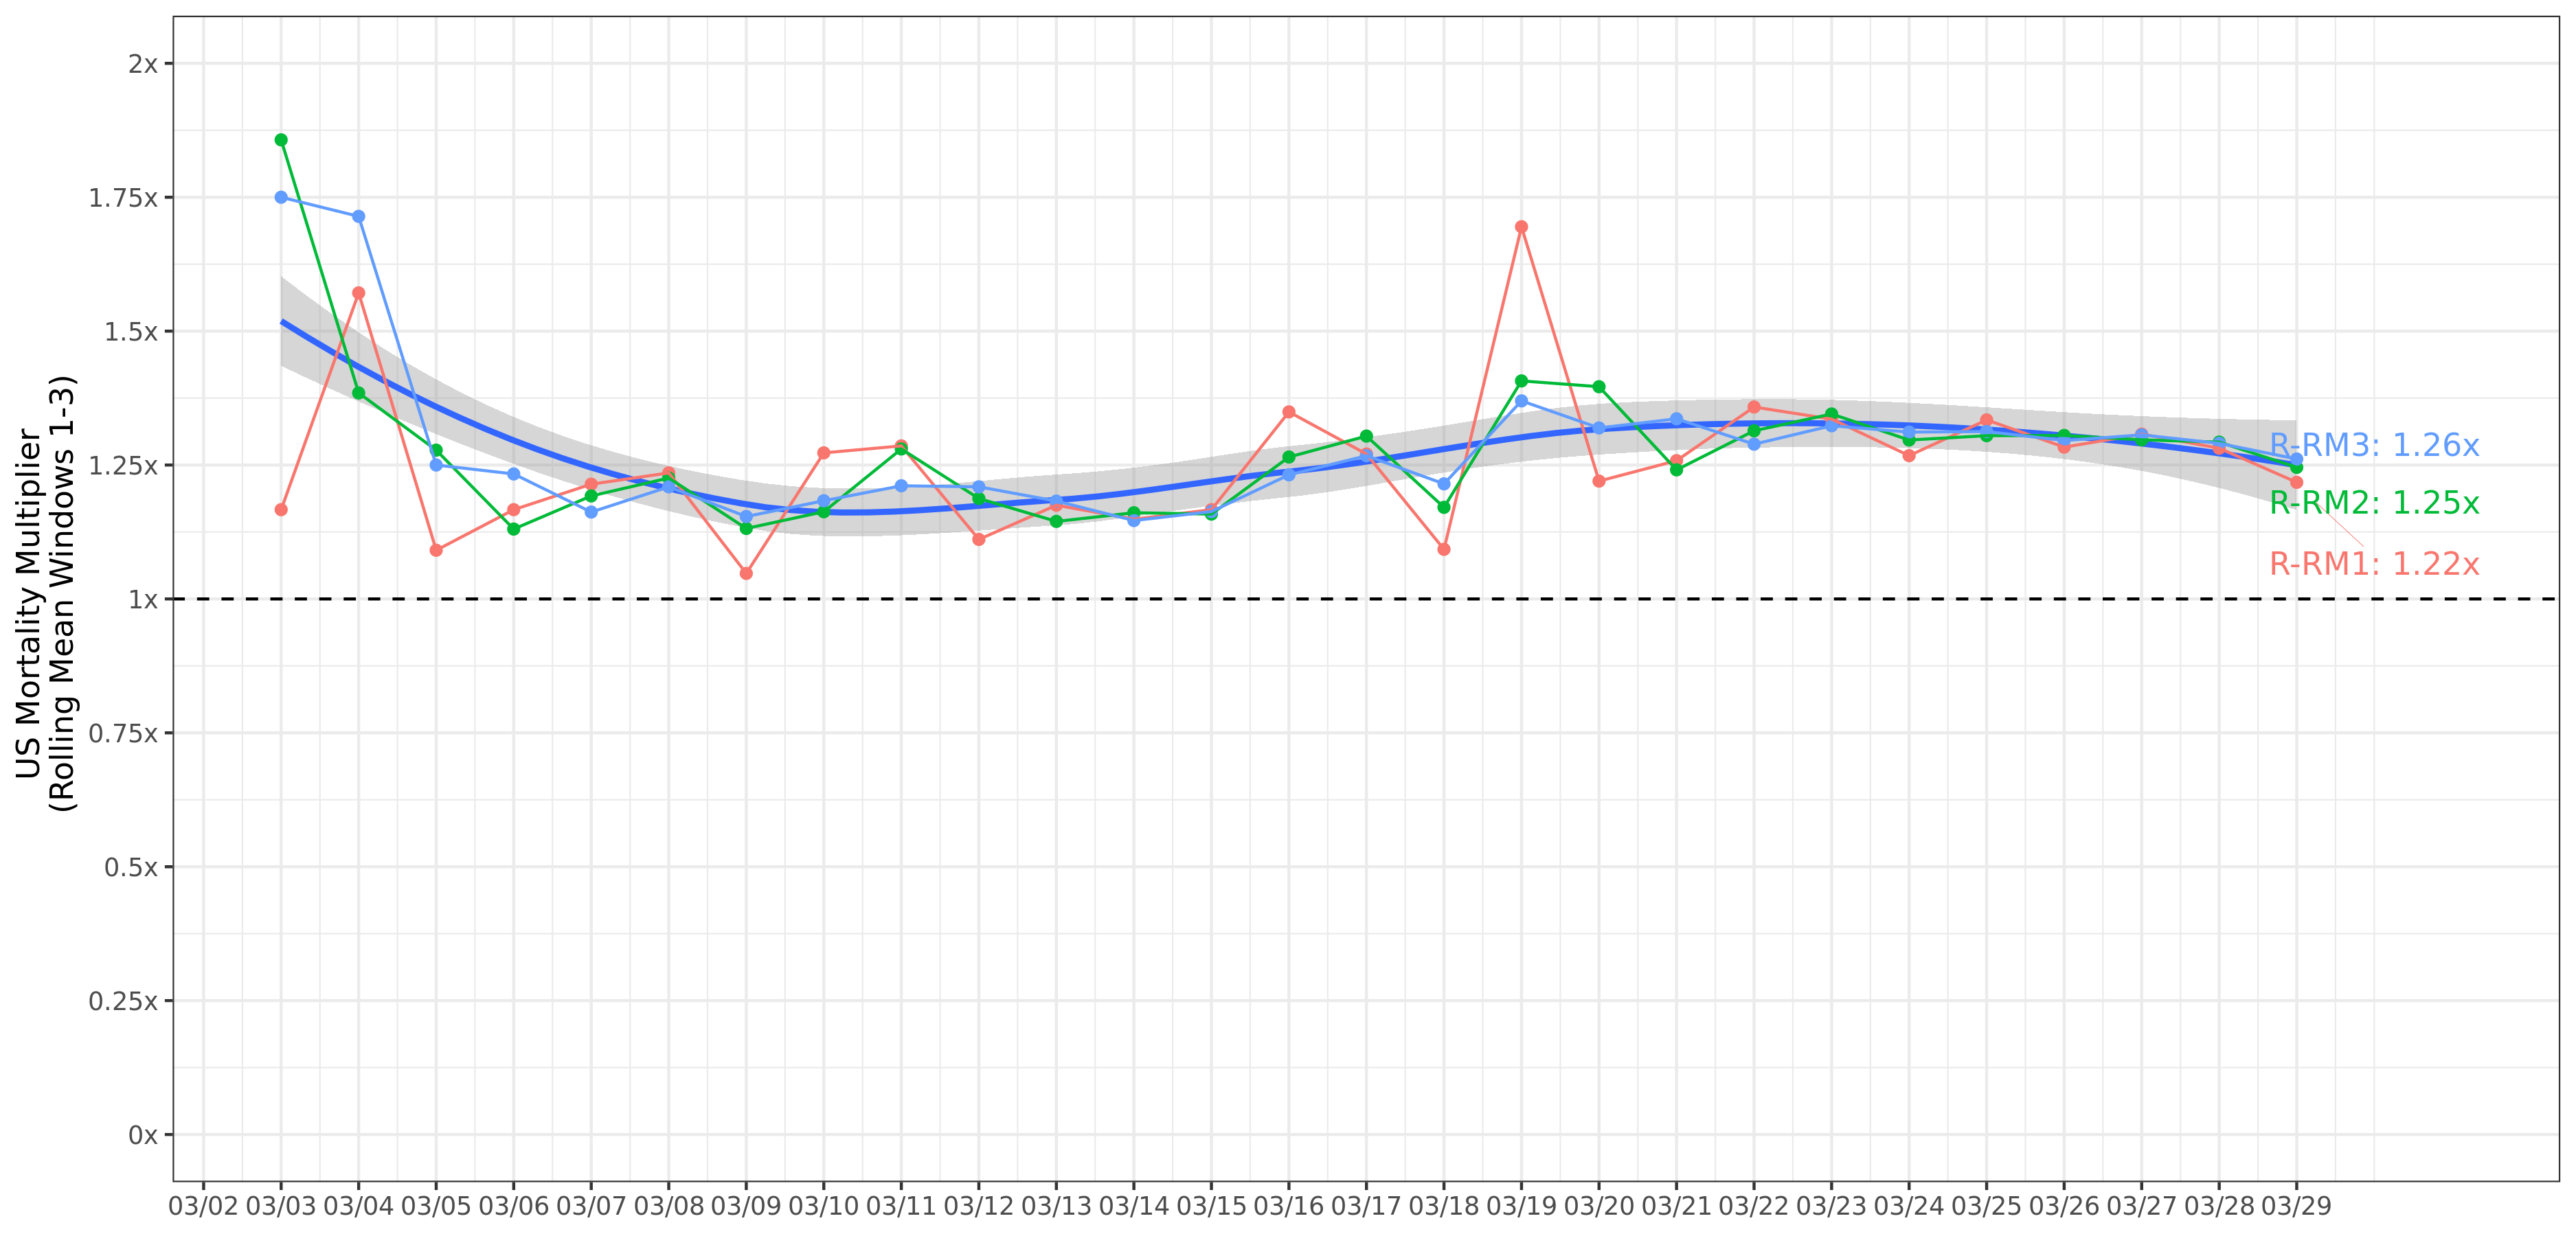 US Mortality Multiplier
(Rolling Mean Windows 1-3)
2x
1.75x
1.5x
1.25x
1x
0.75x
0.5x
0.25x
0x
R-RM3: 1.26x
R-RM2: 1.25x
R-RM1: 1.22x
03/02 03/03 03/04 03/05 03/06 03/07 03/08 03/09 03/10 03/11 03/12 03/13 03/14 03/15 03/16 03/17 03/18 03/19 03/20 03/21 03/22 03/23 03/24 03/25 03/26 03/27 03/28 03/29